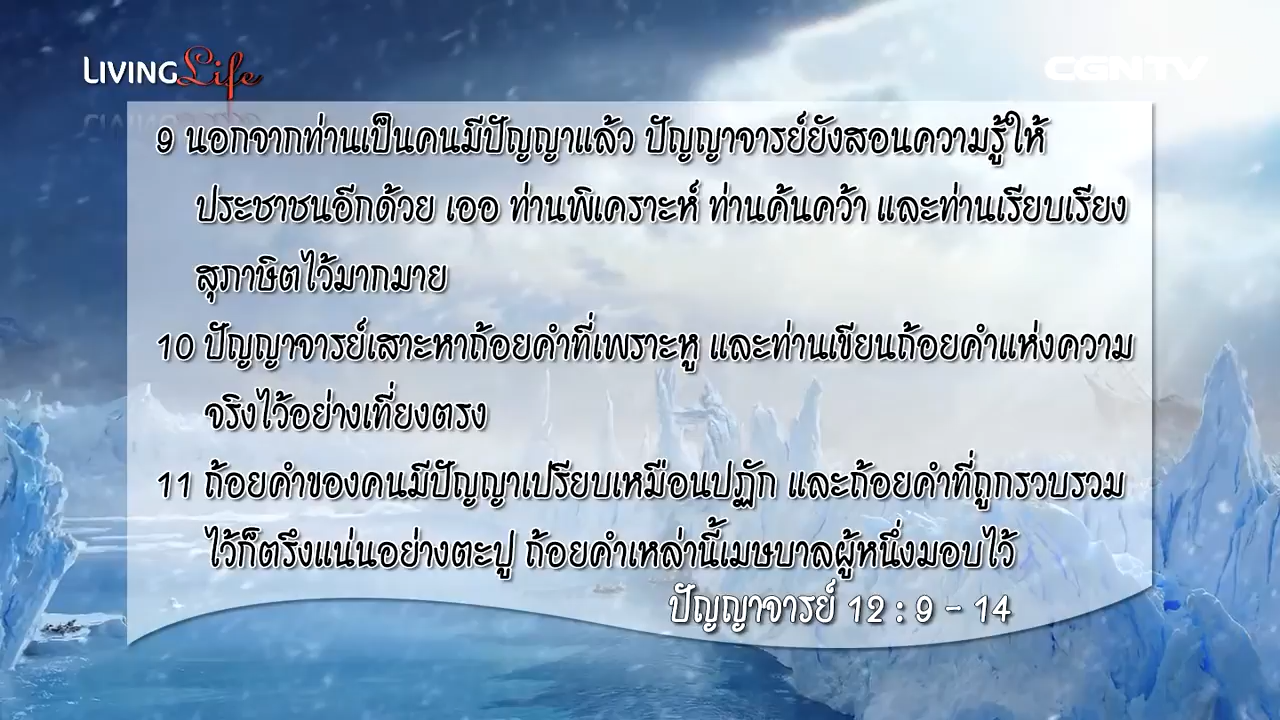 LIVING Life
CGNTV
9 นอกจากท่านเป็นคนมีปัญญาแล้ว ปัญญาจารย์ยังสอนความรู้ให้
ประชาชนอีกด้วย เออ ท่านพิเคราะห์ ท่านค้นคว้า และท่านเรียบเรียง
สุภาษิตไว้มากมาย
10 ปัญญาจารย์เสาะหาถ้อยคำที่เพราะหู และท่านเขียนถ้อยคำแห่งความ
จริงไว้อย่างเที่ยงตรง
11 ถ้อยคำของคนมีปัญญาเปรียบเหมือนปฏัก และถ้อยคำที่ถูกรวบรวม
ไว้ก็ตรึงแน่นอย่างตะปู ถ้อยคำเหล่านี้เมษบาลผู้หนึ่งมอบไว้
ปัญญาจารย์ 12 : 9 - 14